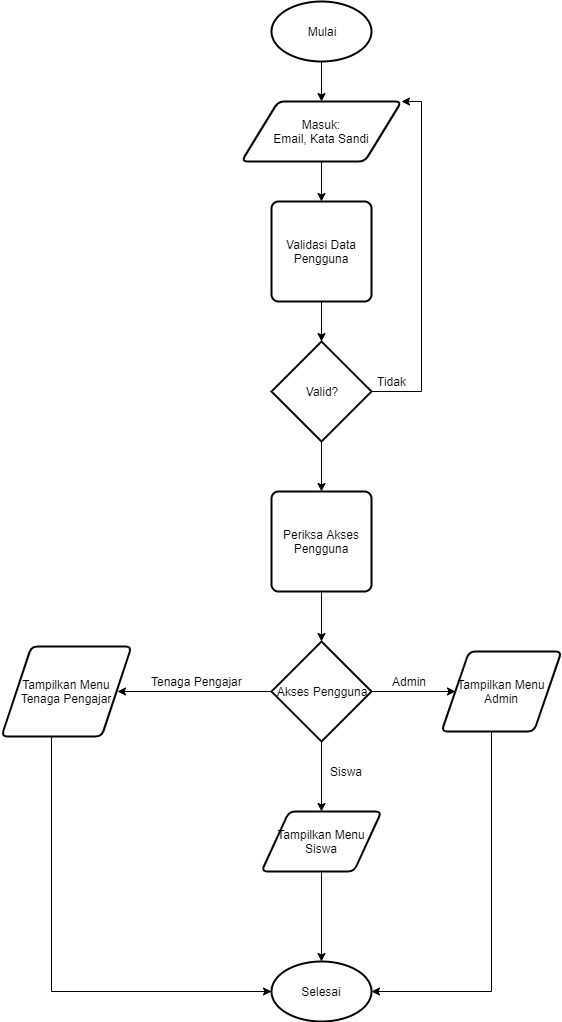 Mulai
Masuk:
Email, Kata Sandi
Validasi Data
Pengguna
Valid?
Tidak
Periksa Akses
Pengguna
Tampilkan Menu
Tenaga Pengajar
Tenaga Pengajar
Akses Pengguna
Admin
Tampilkan Menu
Admin
Siswa
Tampilkan Menu
Siswa
Selesai